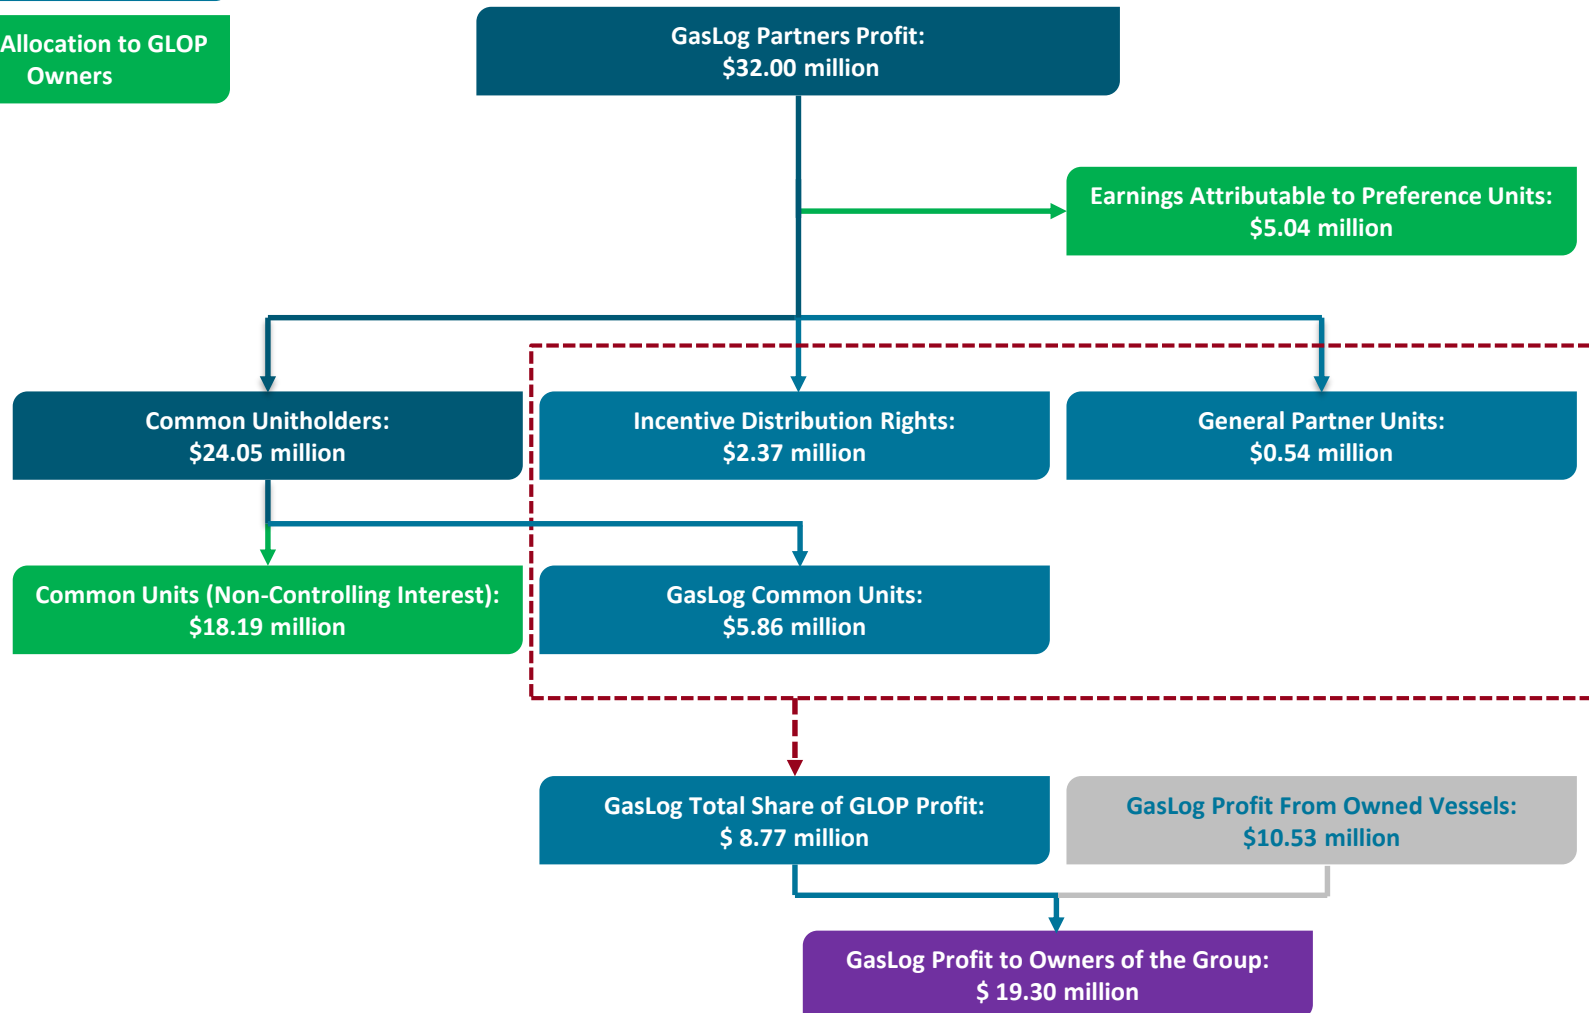 Allocation to GLOP
Owners
GasLog Partners Profit:
$32.00 million
Earnings Attributable to Preference Units:
$5.04 million
Common Unitholders:
$24.05 million
Incentive Distribution Rights:
$2.37 million
General Partner Units:
$0.54 million
Common Units (Non-Controlling Interest):
$18.19 million
GasLog Common Units:
$5.86 million
GasLog Total Share of GLOP Profit:
$ 8.77 million
GasLog Profit From Owned Vessels:
$10.53 million
GasLog Profit to Owners of the Group:
$ 19.30 million